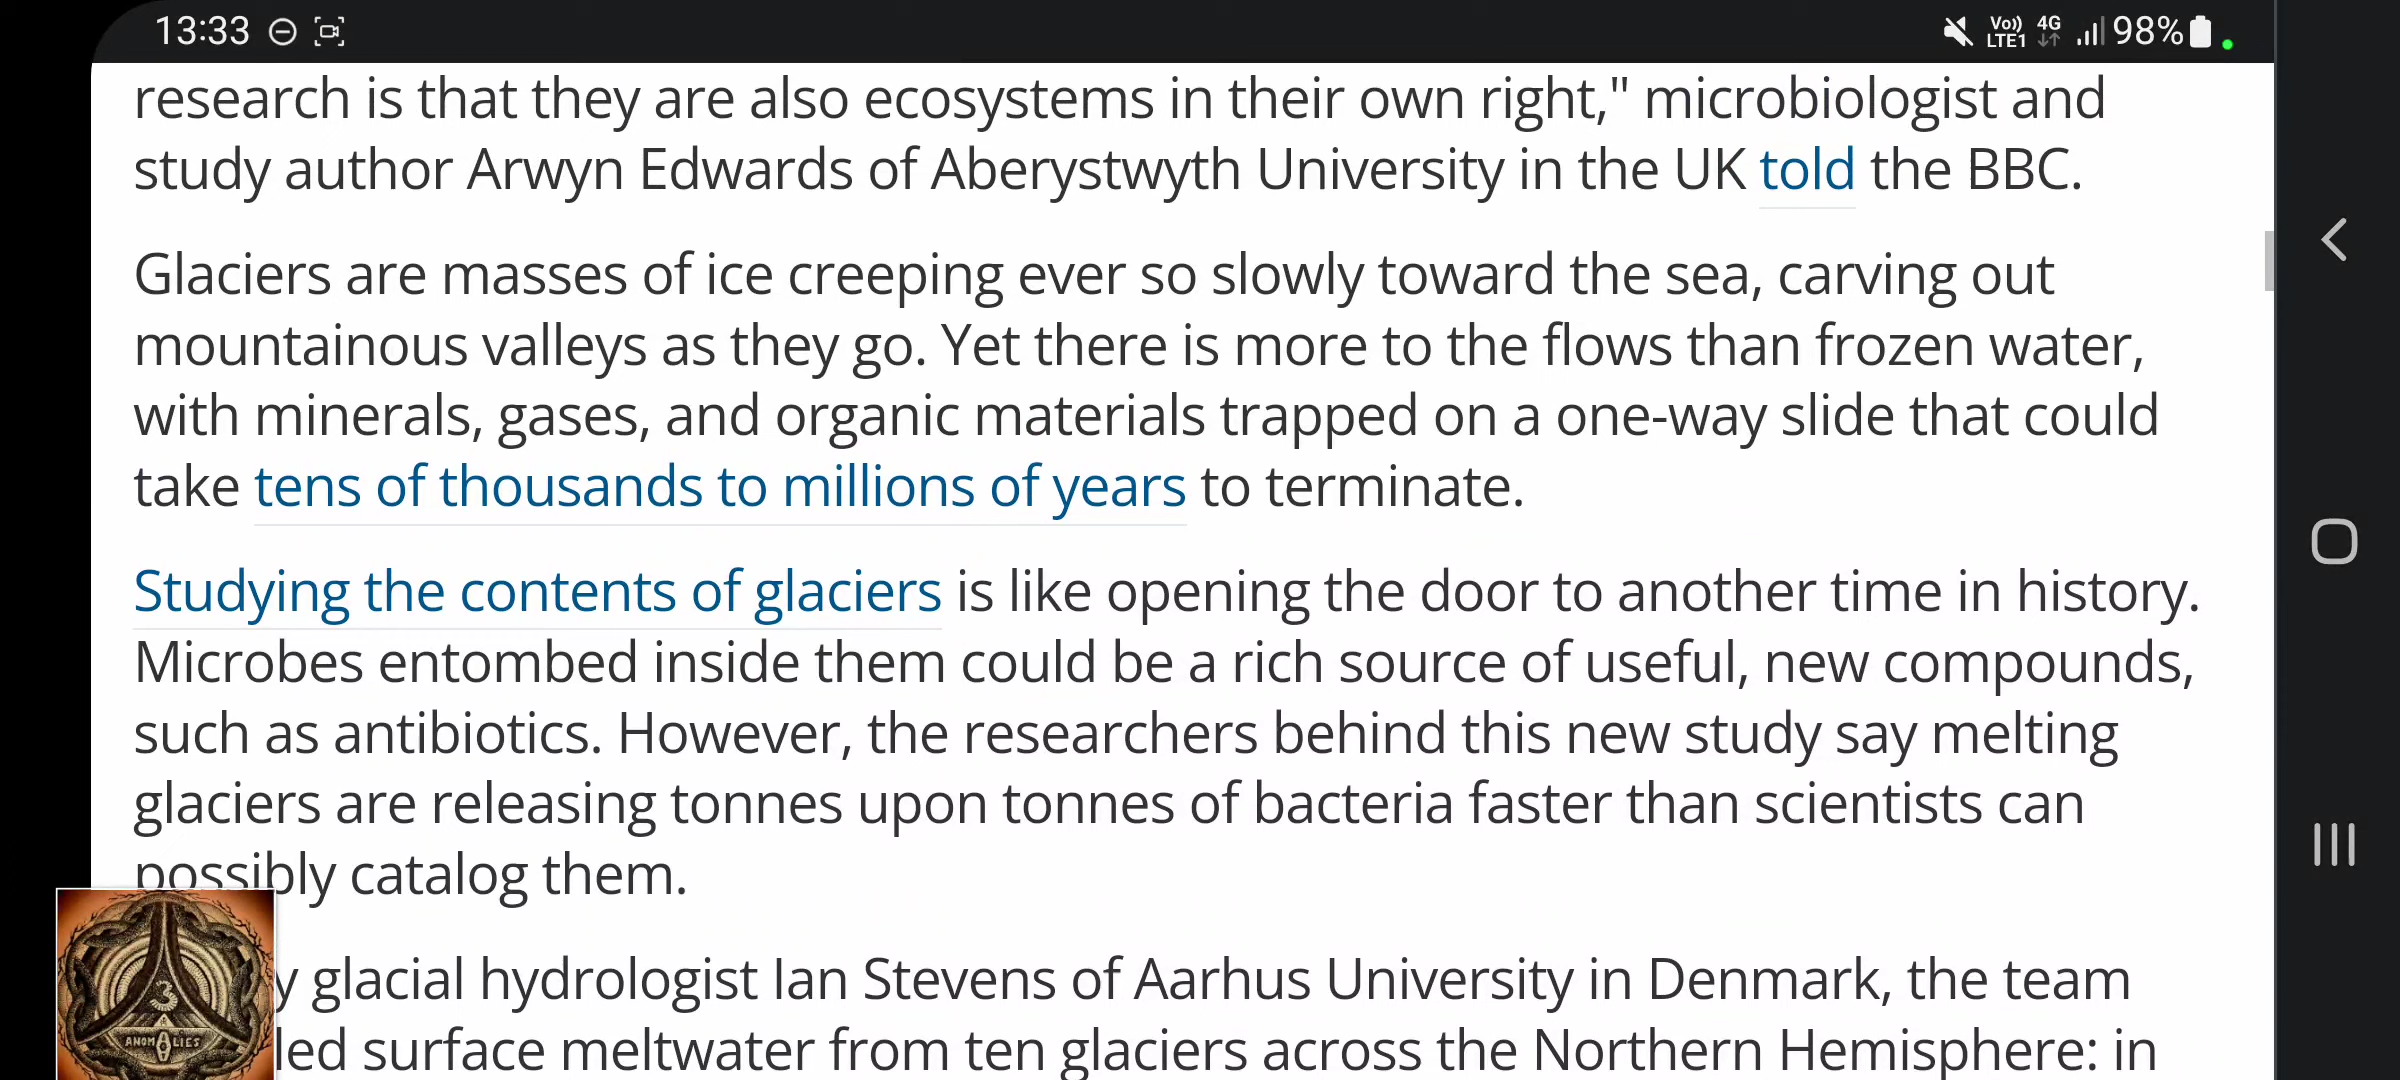 13:33
Vo)) LTE1 4G 98%
research is that they are also ecosystems in their own right," microbiologist and
study author Arwyn Edwards of Aberystwyth University in the UK told the BBC.
Glaciers are masses of ice creeping ever so slowly toward the sea, carving out
mountainous valleys as they go. Yet there is more to the flows than frozen water,
with minerals, gases, and organic materials trapped on a one-way slide that could
take tens of thousands to millions of years to terminate.
Studying the contents of glaciers is like opening the door to another time in history.
Microbes entombed inside them could be a rich source of useful, new compounds,
such as antibiotics. However, the researchers behind this new study say melting
glaciers are releasing tonnes upon tonnes of bacteria faster than scientists can
possibly catalog them.
y glacial hydrologist Ian Stevens of Aarhus University in Denmark, the team
led surface meltwater from ten glaciers across the Northern Hemisphere: in
3
ANOMALIES